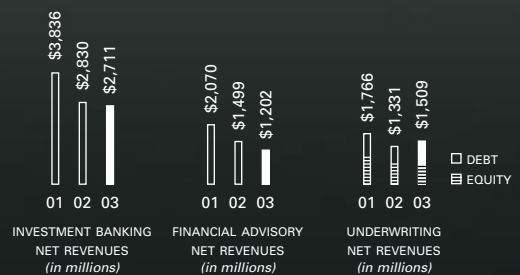 $3,836
$2,830
$2,711
01 02 03
INVESTMENT BANKING
NET REVENUES
(in millions)
$2,070
$1,499
$1,202
01 02 03
FINANCIAL ADVISORY
NET REVENUES
(in millions)
$1,766
$1,331
$1,509
01 02 03
UNDERWRITING
NET REVENUES
(in millions)
DEBT
EQUITY